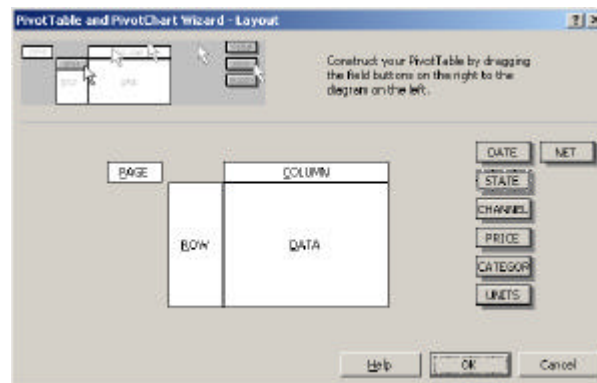 PivotTable and PivotChart Wizard - Layout
Construct your PivotTable by dragging
the field buttons on the right to the
diagram on the left.
PAGE
COLUMN
ROW
DATA
DATE
NET
STATE
CHANNEL
PRICE
CATEGOR
UNITS
Help
OK
Cancel